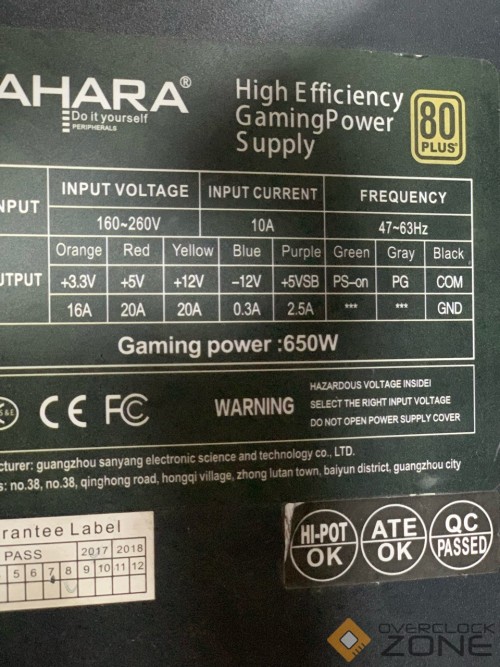 AHARA®
Do it yourself
PERIPHERALS
High Efficiency
GamingPower
Supply
80
PLUS®
NPUT
INPUT VOLTAGE INPUT CURRENT FREQUENCY
160~260V 10A 47~63Hz
UTPUT
Orange Red Yellow Blue Purple Green Gray Black
+3.3V +5V +12V -12V +5VSB PS-on PG COM
16A 20A 20A 0.3A 2.5A *** *** GND
Gaming power :650W
S&E
CE FC
WARNING
HAZARDOUS VOLTAGE INSIDE!
SELECT THE RIGHT INPUT VOLTAGE
DO NOT OPEN POWER SUPPLY COVER
cturer: guangzhou sanyang electronic science and technology co., LTD.
s: no.38, no.38, qinghong road, hongqi village, zhong lutan town, baiyun district, guangzhou city
rantee Label
PASS 2017 2018
5 6 7 8 9 10 11 12
HI-POT
OK
ATE
OK
QC
PASSED
OVERCLOCK
ZONE